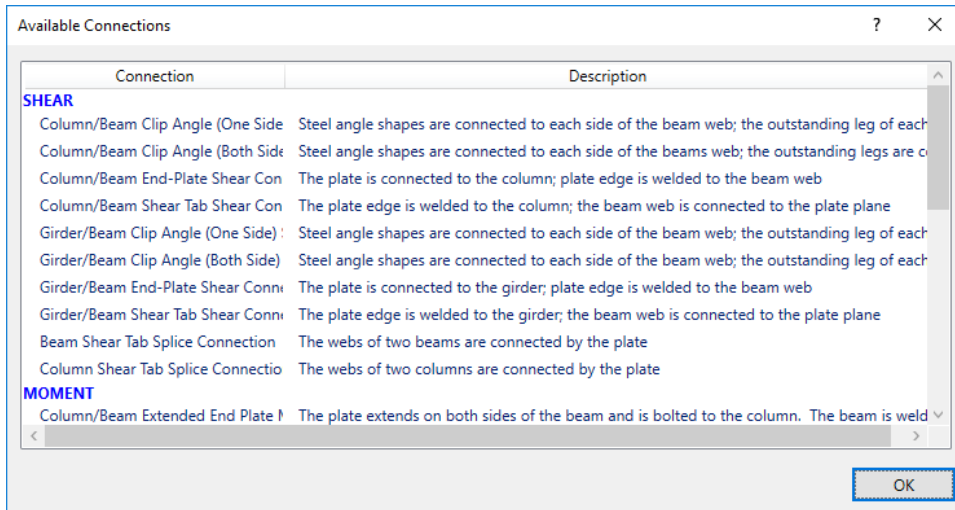 Available Connections ?
Connection Description
SHEAR
Column/Beam Clip Angle (One Side Steel angle shapes are connected to each side of the beam web; the outstanding leg of each
Column/Beam Clip Angle (Both Side Steel angle shapes are connected to each side of the beams web; the outstanding legs are c
Column/Beam End-Plate Shear Con The plate is connected to the column; plate edge is welded to the beam web
Column/Beam Shear Tab Shear Con The plate edge is welded to the column; the beam web is connected to the plate plane
Girder/Beam Clip Angle (One Side) Steel angle shapes are connected to each side of the beam web; the outstanding leg of each
Girder/Beam Clip Angle (Both Side) Steel angle shapes are connected to each side of the beam web; the outstanding leg of each
Girder/Beam End-Plate Shear Conn The plate is connected to the girder; plate edge is welded to the beam web
Girder/Beam Shear Tab Shear Conn The plate edge is welded to the girder; the beam web is connected to the plate plane
Beam Shear Tab Splice Connection The webs of two beams are connected by the plate
Column Shear Tab Splice Connectio The webs of two columns are connected by the plate
MOMENT
Column/Beam Extended End Plate The plate extends on both sides of the beam and is bolted to the column. The beam is weld
OK